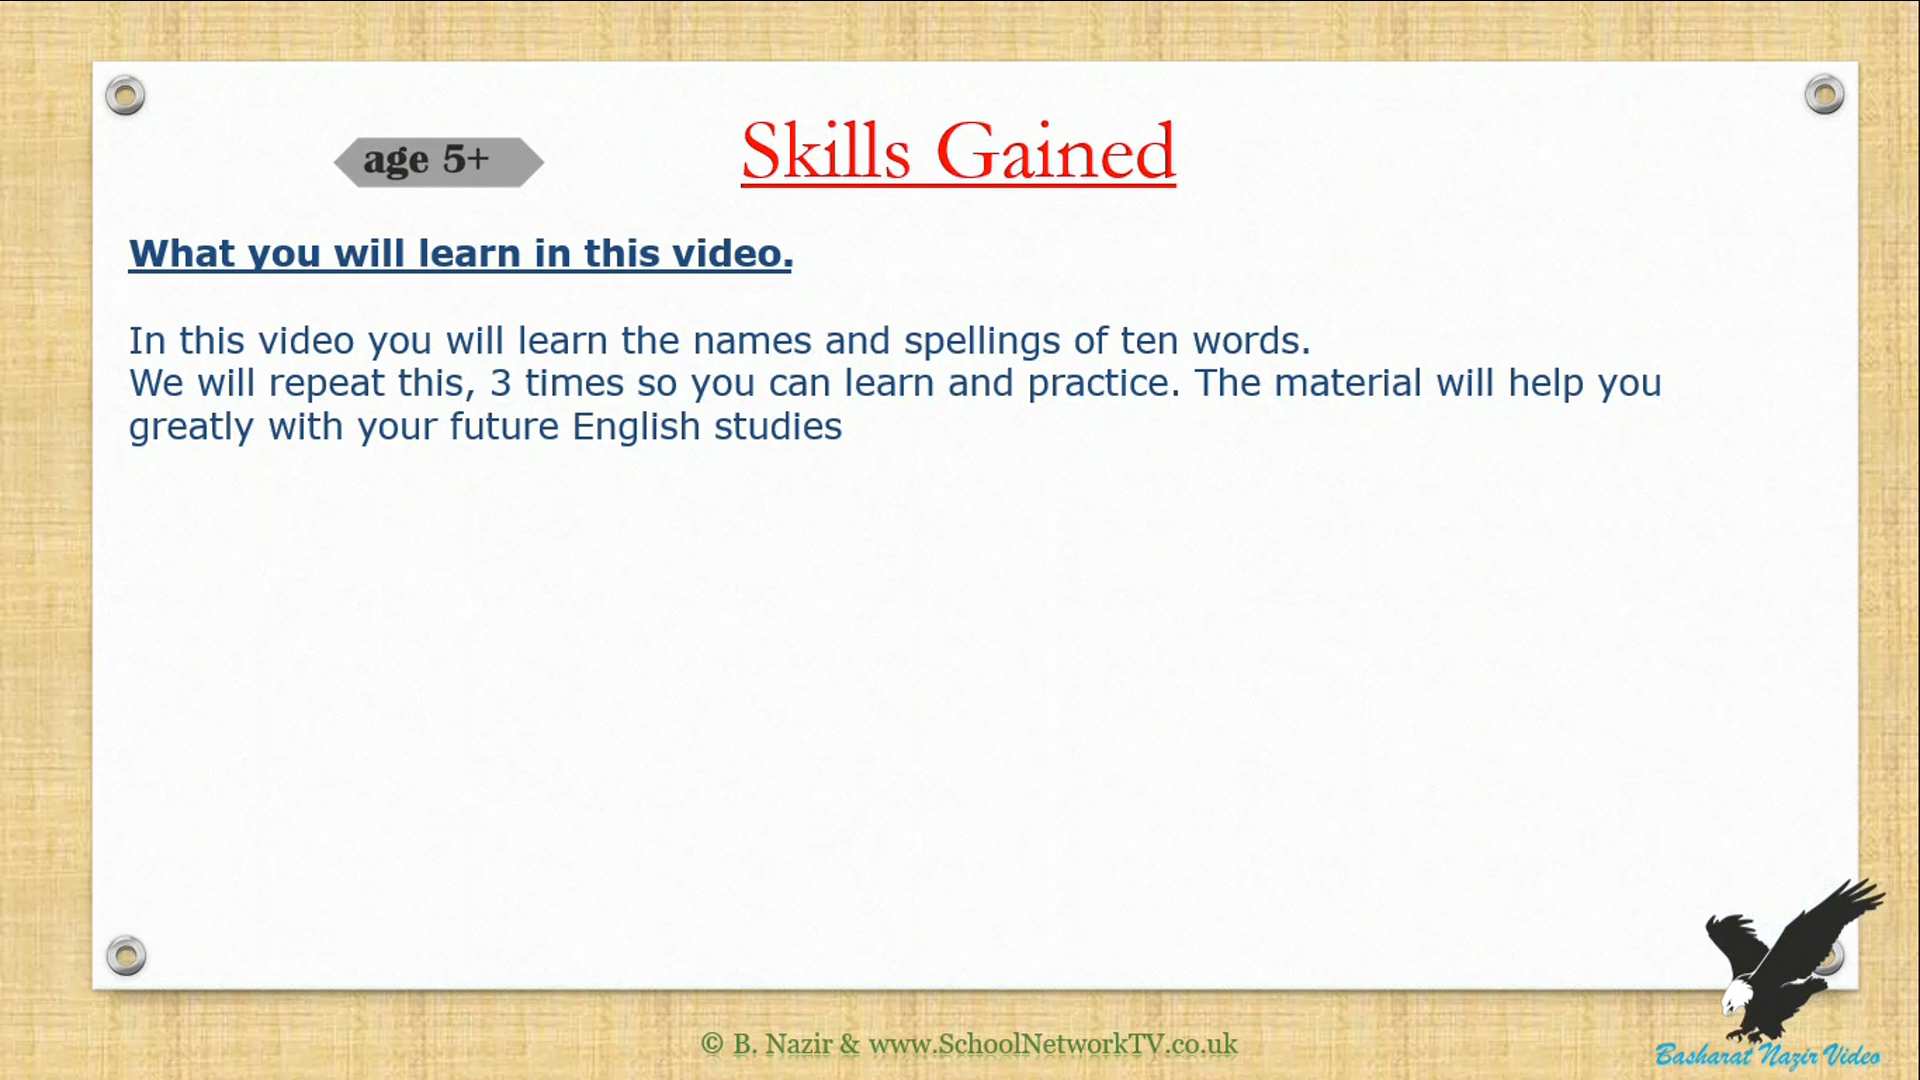 age 5+
Skills Gained
What you will learn in this video.
In this video you will learn the names and spellings of ten words.
We will repeat this, 3 times so you can learn and practice. The material will help you
greatly with your future English studies
© B. Nazir & www.SchoolNetworkTV.co.uk
Basharat Nazir Video